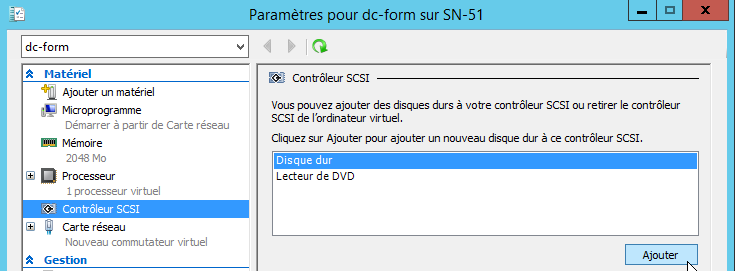 Paramètres pour dc-form sur SN-51
dc-form
Matériel
Ajouter un matériel
Microprogramme
Démarrer à partir de Carte réseau
Mémoire
2048 Mo
Processeur
1 processeur virtuel
Contrôleur SCSI
Carte réseau
Nouveau commutateur virtuel
Gestion
Contrôleur SCSI
Vous pouvez ajouter des disques durs à votre contrôleur SCSI ou retirer le contrôleur
SCSI de l'ordinateur virtuel.
Cliquez sur Ajouter pour ajouter un nouveau disque dur à ce contrôleur SCSI.
Disque dur
Lecteur de DVD
Ajouter